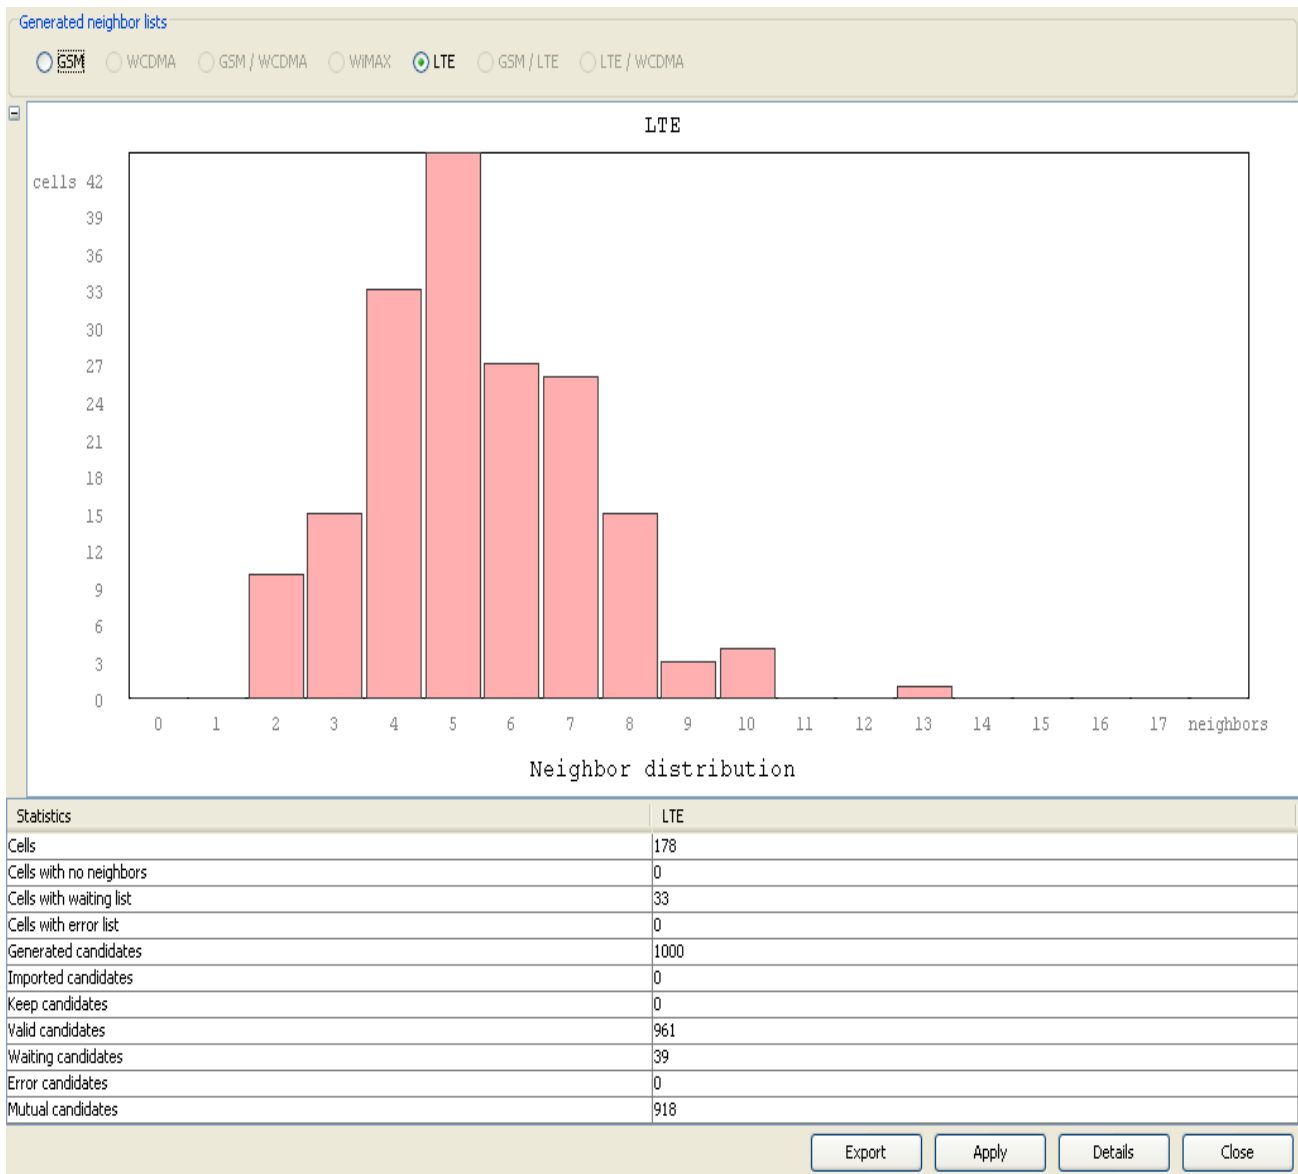 Generated neighbor lists
GSM WCDMA GSM / WCDMA WiMAX LTE GSM / LTE LTE / WCDMA
LTE
cells 42
39
36
33
30
27
24
21
18
15
12
9
6
3
0
0 1 2 3 4 5 6 7 8 9 10 11 12 13 14 15 16 17 neighbors
Neighbor distribution
Statistics LTE
Cells 178
Cells with no neighbors 0
Cells with waiting list 33
Cells with error list 0
Generated candidates 1000
Imported candidates 0
Keep candidates 0
Valid candidates 961
Waiting candidates 39
Error candidates 0
Mutual candidates 918
Export Apply Details Close